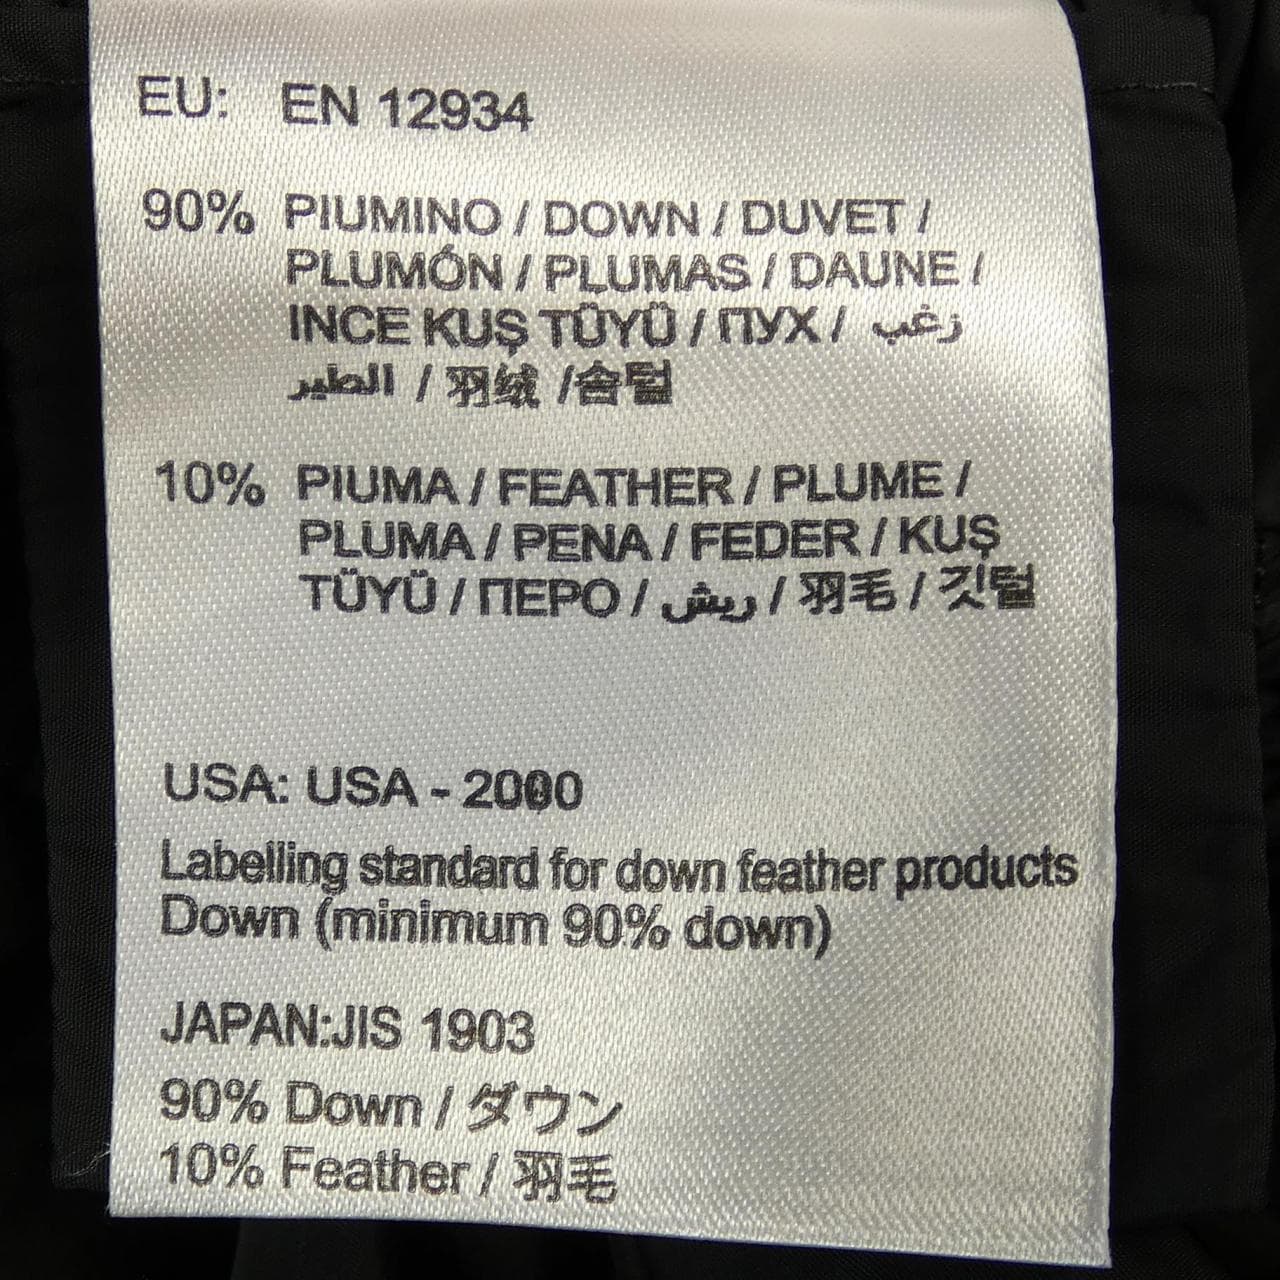 EU: EN 12934
90% PIUMINO / DOWN / DUVET /
PLUMÓN / PLUMAS / DAUNE /
INCE KUŞ TÜYÜ / ПУХ / زغب
الطير / 羽绒 /솜털
10% PIUMA / FEATHER / PLUME /
PLUMA / PENA / FEDER / KUŞ
TÜYÜ / ПЕРО / ريش / 羽毛 / 깃털
USA: USA - 2000
Labelling standard for down feather products
Down (minimum 90% down)
JAPAN:JIS 1903
90% Down / ダウン
10% Feather / 羽毛